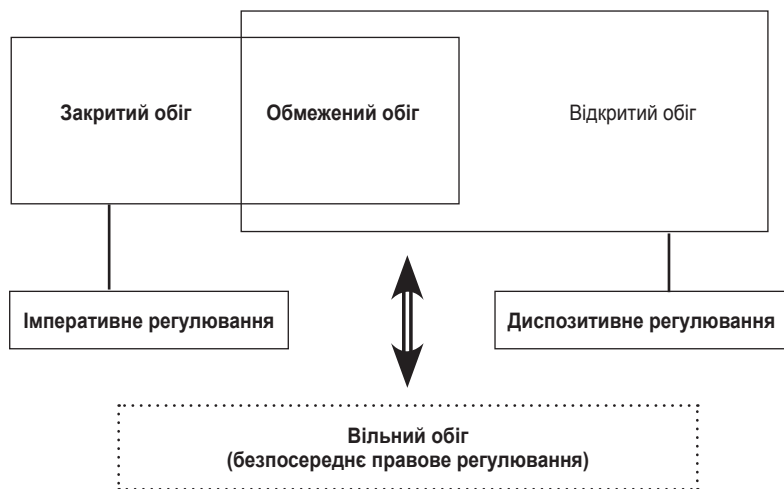 Закритий обіг
Обмежений обіг
Відкритий обіг
Імперативне регулювання
Диспозитивне регулювання
Вільний обіг
(безпосереднє правове регулювання)